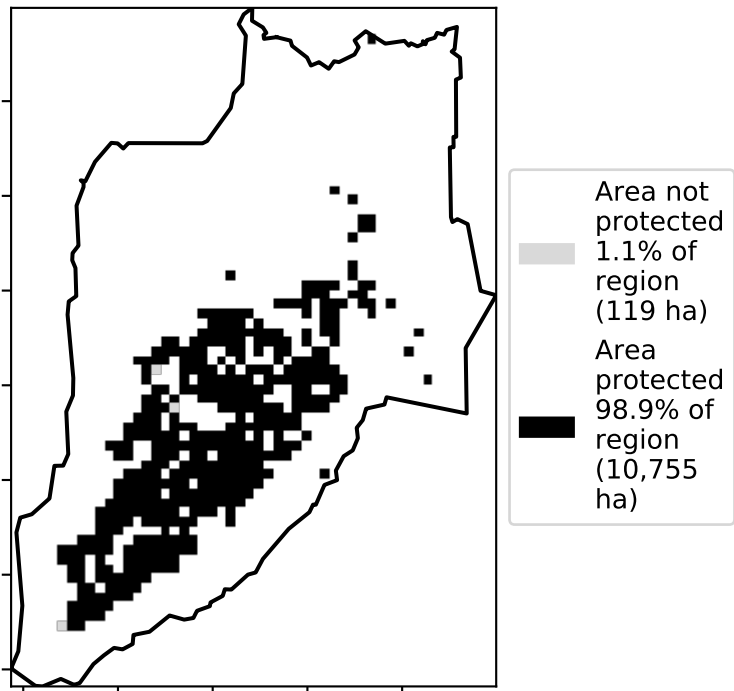 Area not
protected
1.1% of
region
(119 ha)
Area
protected
98.9% of
region
(10,755
ha)